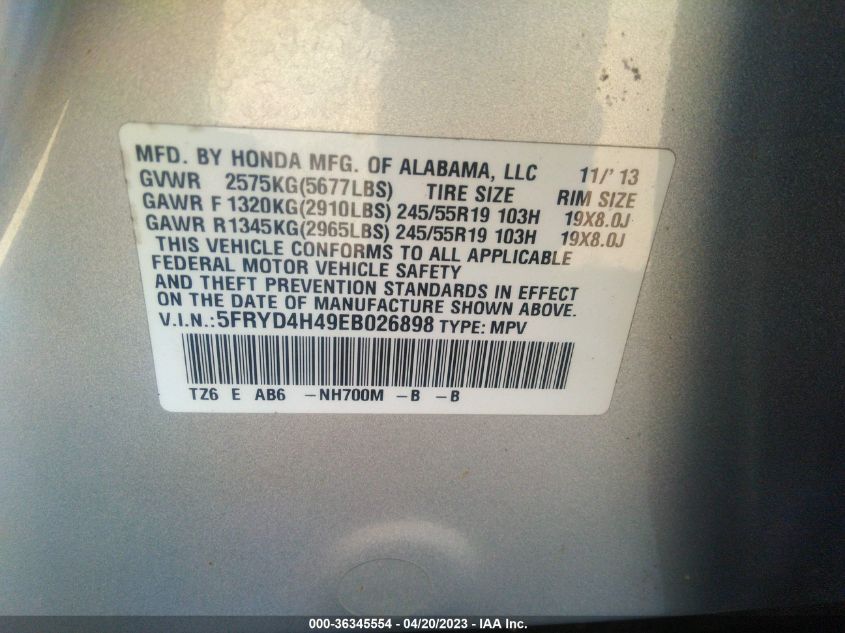 MFD. BY HONDA MFG. OF ALABAMA, LLC 11/' 13
GVWR 2575KG(5677LBS) TIRE SIZE RIM SIZE
GAWR F 1320KG(2910LBS) 245/55R19 103H 19X8.0J
GAWR R1345KG(2965LBS) 245/55R19 103H 19X8.0J
THIS VEHICLE CONFORMS TO ALL APPLICABLE
FEDERAL MOTOR VEHICLE SAFETY
AND THEFT PREVENTION STANDARDS IN EFFECT
ON THE DATE OF MANUFACTURE SHOWN ABOVE.
V.I.N.:5FRYD4H49EB026898 TYPE: MPV
TZ6 E AB6 -NH700M -B -B
000-36345554 - 04/20/2023 - IAA Inc.